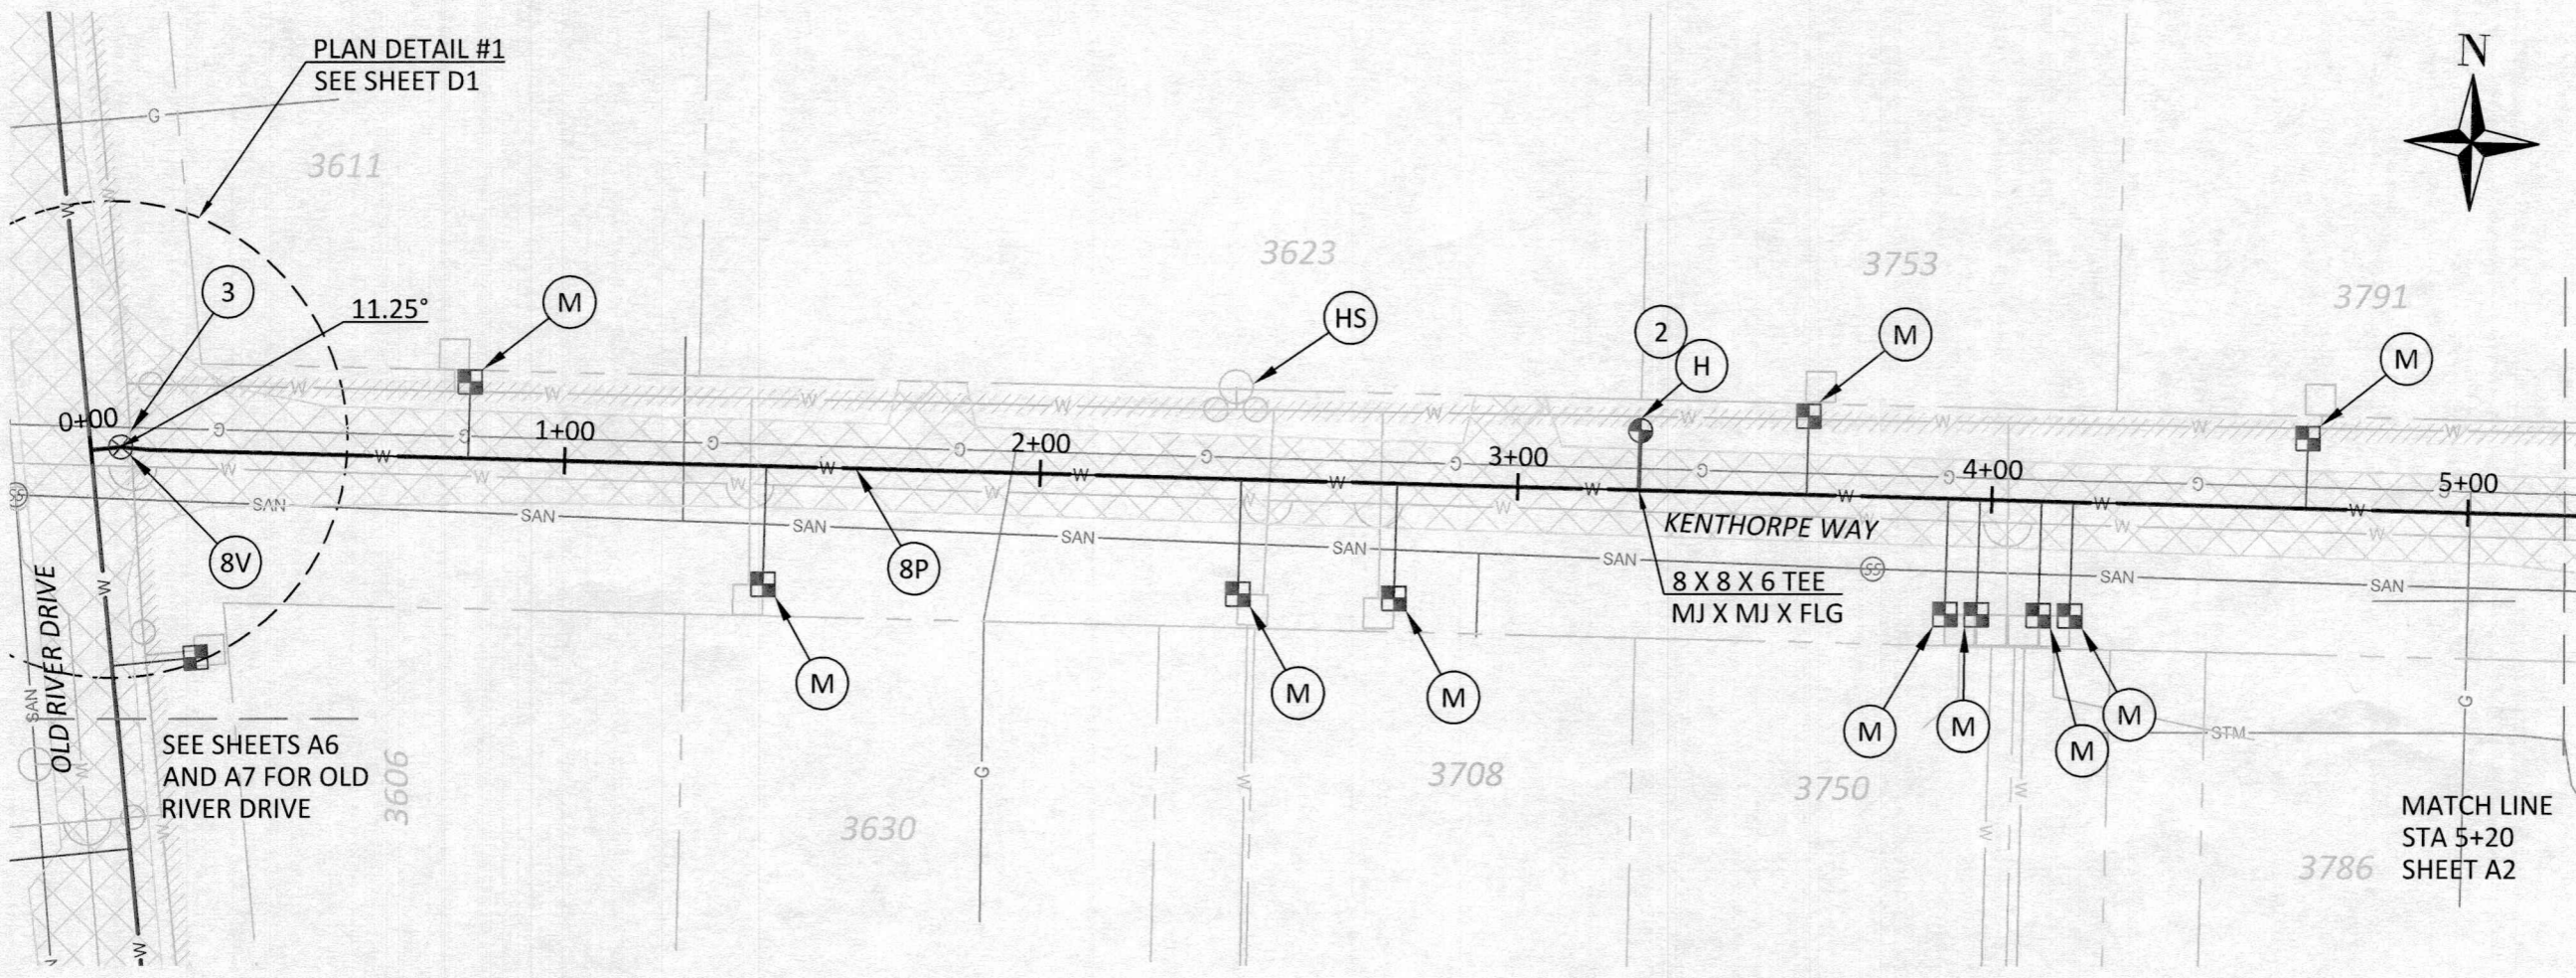 PLAN DETAIL #1
SEE SHEET D1
N
G
3611
3623
3753
3791
3
11.25°
M
HS
2
H
M
M
W
W
0+00
1+00
2+00
3+00
4+00
5+00
W
W
W
W
W
W
W
W
W
G
G
G
G
G
G
G
G
G
G
W
W
W
W
W
W
W
W
W
SS
SAN
SAN
SAN
SAN
SAN
SAN
SAN
SAN
SS
8V
8P
KENTHORPE WAY
8 X 8 X 6 TEE
MJ X MJ X FLG
OLD RIVER DRIVE
SAN
M
M
M
M
M
M
M
STM
G
G
SEE SHEETS A6
AND A7 FOR OLD
RIVER DRIVE
3606
3630
3708
3750
3786
W
W
W
MATCH LINE
STA 5+20
SHEET A2
W
W